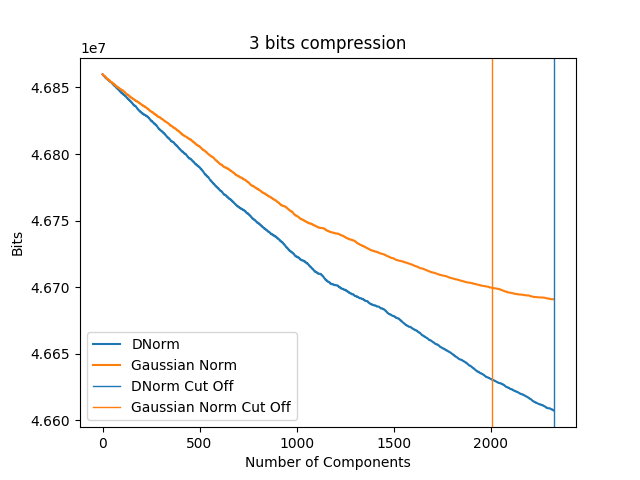 3 bits compression
1e7
4.685
4.680
4.675
4.670
4.665
4.660
Bits
DNorm
Gaussian Norm
DNorm Cut Off
Gaussian Norm Cut Off
0 500 1000 1500 2000
Number of Components